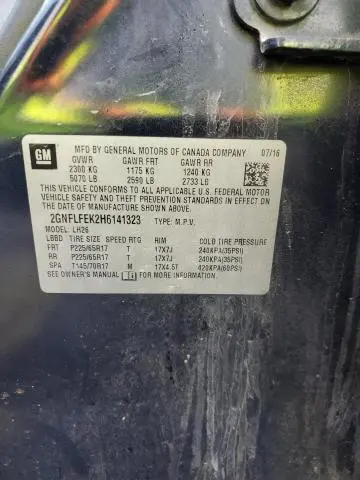 GM
MFD BY GENERAL MOTORS OF CANADA COMPANY 07/16
GVWR GAWR FRT GAWR RR
2300 KG 1175 KG 1240 KG
5070 LB 2590 LB 2733 LB
THIS VEHICLE CONFORMS TO ALL APPLICABLE U.S. FEDERAL MOTOR
VEHICLE SAFETY AND THEFT PREVENTION STANDARDS IN EFFECT ON
THE DATE OF MANUFACTURE SHOWN ABOVE.
2GNFLFEK2H6141323 TYPE: M.P.V.
MODEL: LH26
LBBD TIRE SIZE SPEED RTG RIM COLD TIRE PRESSURE
FRT P225/65R17 T 17X7J 240KPA(35PSI)
RR P225/65R17 T 17X7J 240KPA(35PSI)
SPA T145/70R17 M 17X4.5T 420KPA(60PSI)
SEE OWNER'S MANUAL